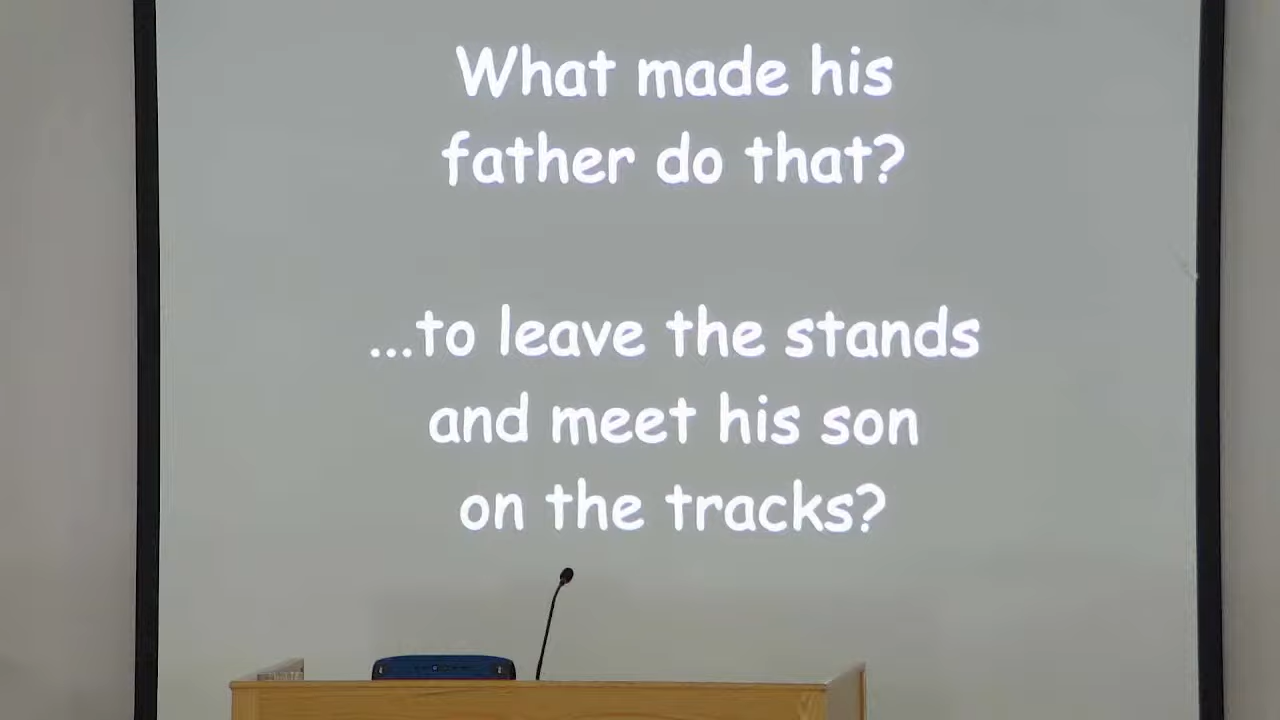 What made his
father do that?
...to leave the stands
and meet his son
on the tracks?